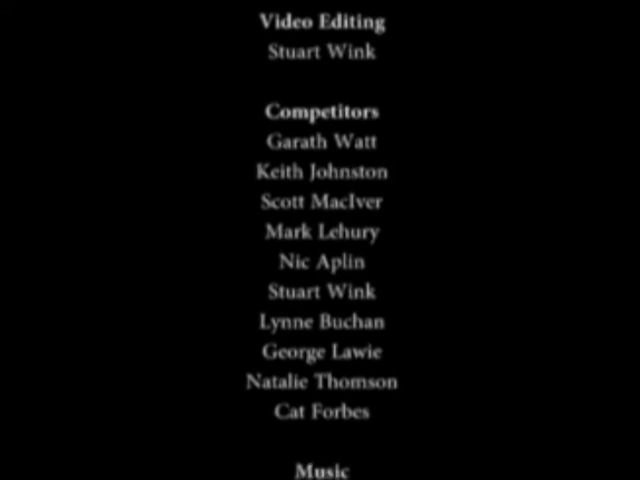 Video Editing
Stuart Wink
Competitors
Garath Watt
Keith Johnston
Scott MacIver
Mark Lehury
Nic Aplin
Stuart Wink
Lynne Buchan
George Lawie
Natalie Thomson
Cat Forbes
Music